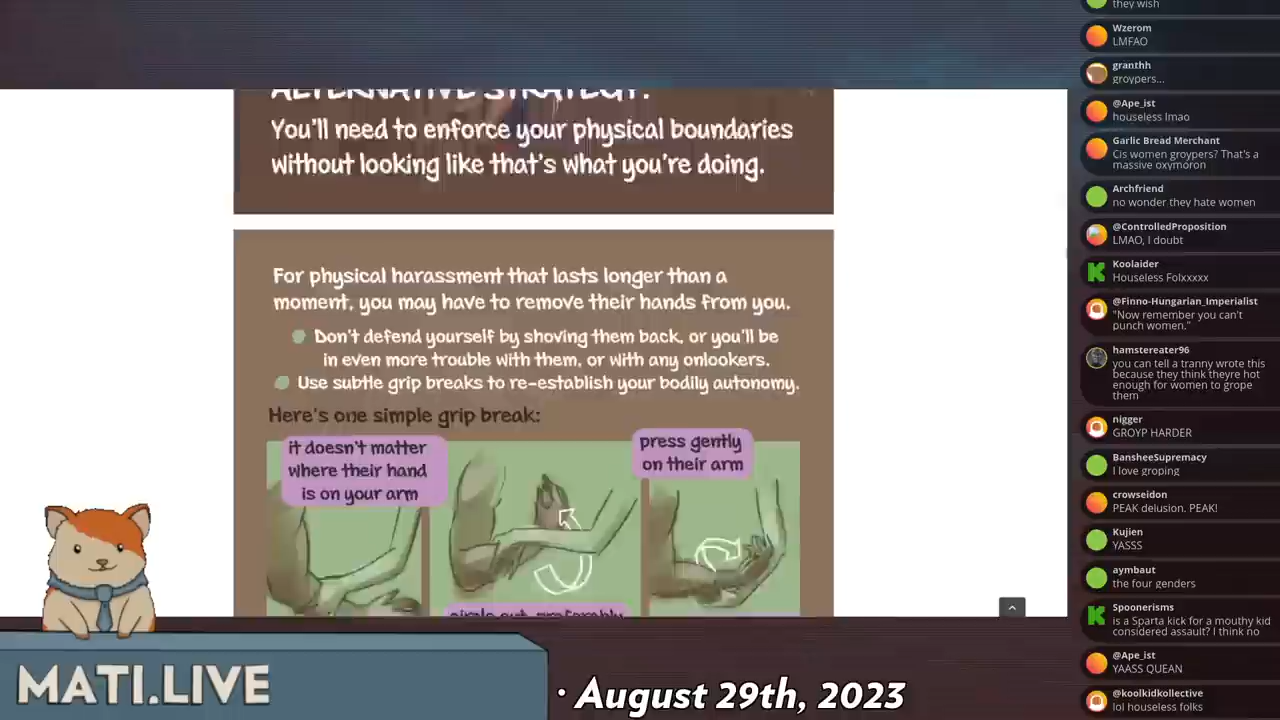 ALTERNATIVE STRATEGY:
You'll need to enforce your physical boundaries
without looking like that's what you're doing.
For physical harassment that lasts longer than a
moment, you may have to remove their hands from you.
Don't defend yourself by shoving them back, or you'll be
in even more trouble with them, or with any onlookers.
Use subtle grip breaks to re-establish your bodily autonomy.
Here's one simple grip break:
it doesn't matter
where their hand
is on your arm
press gently
on their arm
MATI.LIVE
· August 29th, 2023
they wish
Wzerom
LMFAO
granthh
groypers...
@Ape_ist
houseless lmao
Garlic Bread Merchant
Cis women groypers? That's a
massive oxymoron
Archfriend
no wonder they hate women
@ControlledProposition
LMAO, I doubt
Koolaider
Houseless Folxxxxx
@Finno-Hungarian_Imperialist
"Now remember you can't
punch women."
hamstereater96
you can tell a tranny wrote this
because they think theyre hot
enough for women to grope
them
nigger
GROYP HARDER
BansheeSupremacy
I love groping
crowseidon
PEAK delusion. PEAK!
Kujien
YASSS
aymbaut
the four genders
Spoonerisms
is a Sparta kick for a mouthy kid
considered assault? I think no
@Ape_ist
YAASS QUEAN
@koolkidkollective
lol houseless folks